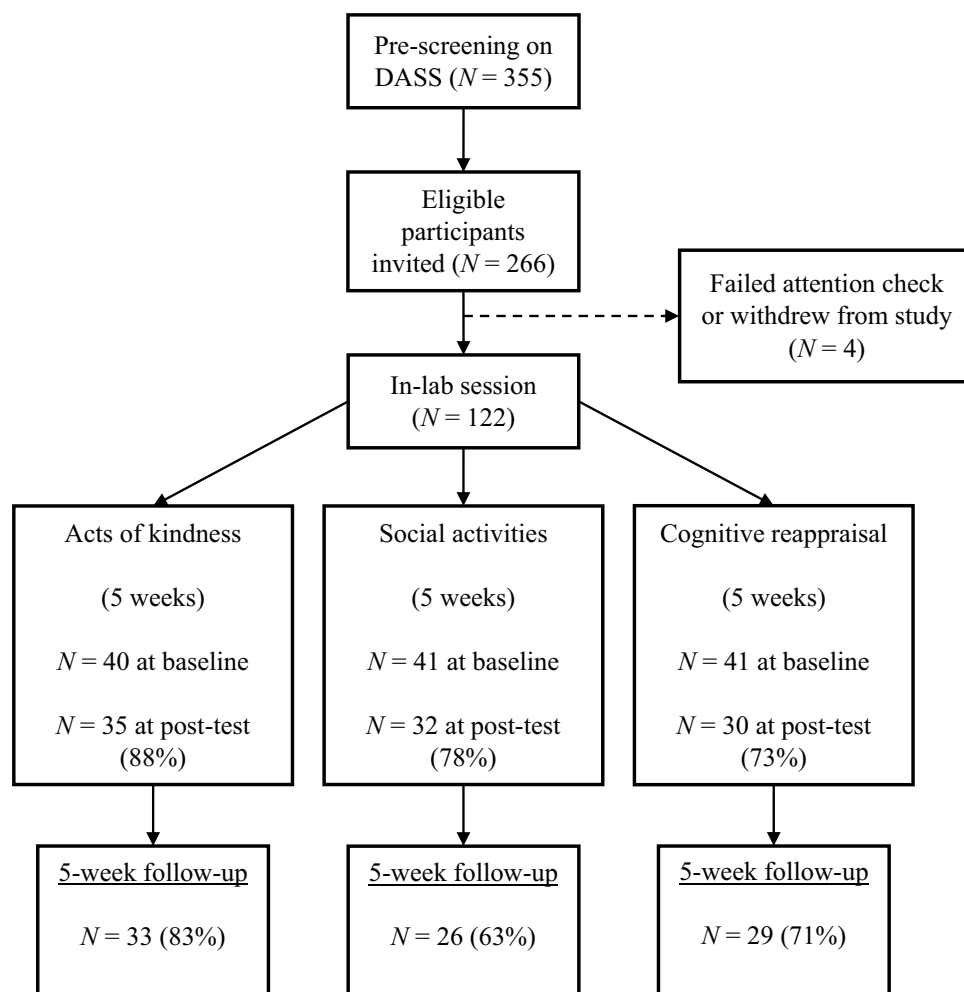 Pre-screening on
DASS (N = 355)
Eligible
participants
invited (N = 266)
Failed attention check
or withdrew from study
(N = 4)
In-lab session
(N = 122)
Acts of kindness
(5 weeks)
N = 40 at baseline
N = 35 at post-test
(88%)
Social activities
(5 weeks)
N = 41 at baseline
N = 32 at post-test
(78%)
Cognitive reappraisal
(5 weeks)
N = 41 at baseline
N = 30 at post-test
(73%)
5-week follow-up
N = 33 (83%)
5-week follow-up
N = 26 (63%)
5-week follow-up
N = 29 (71%)